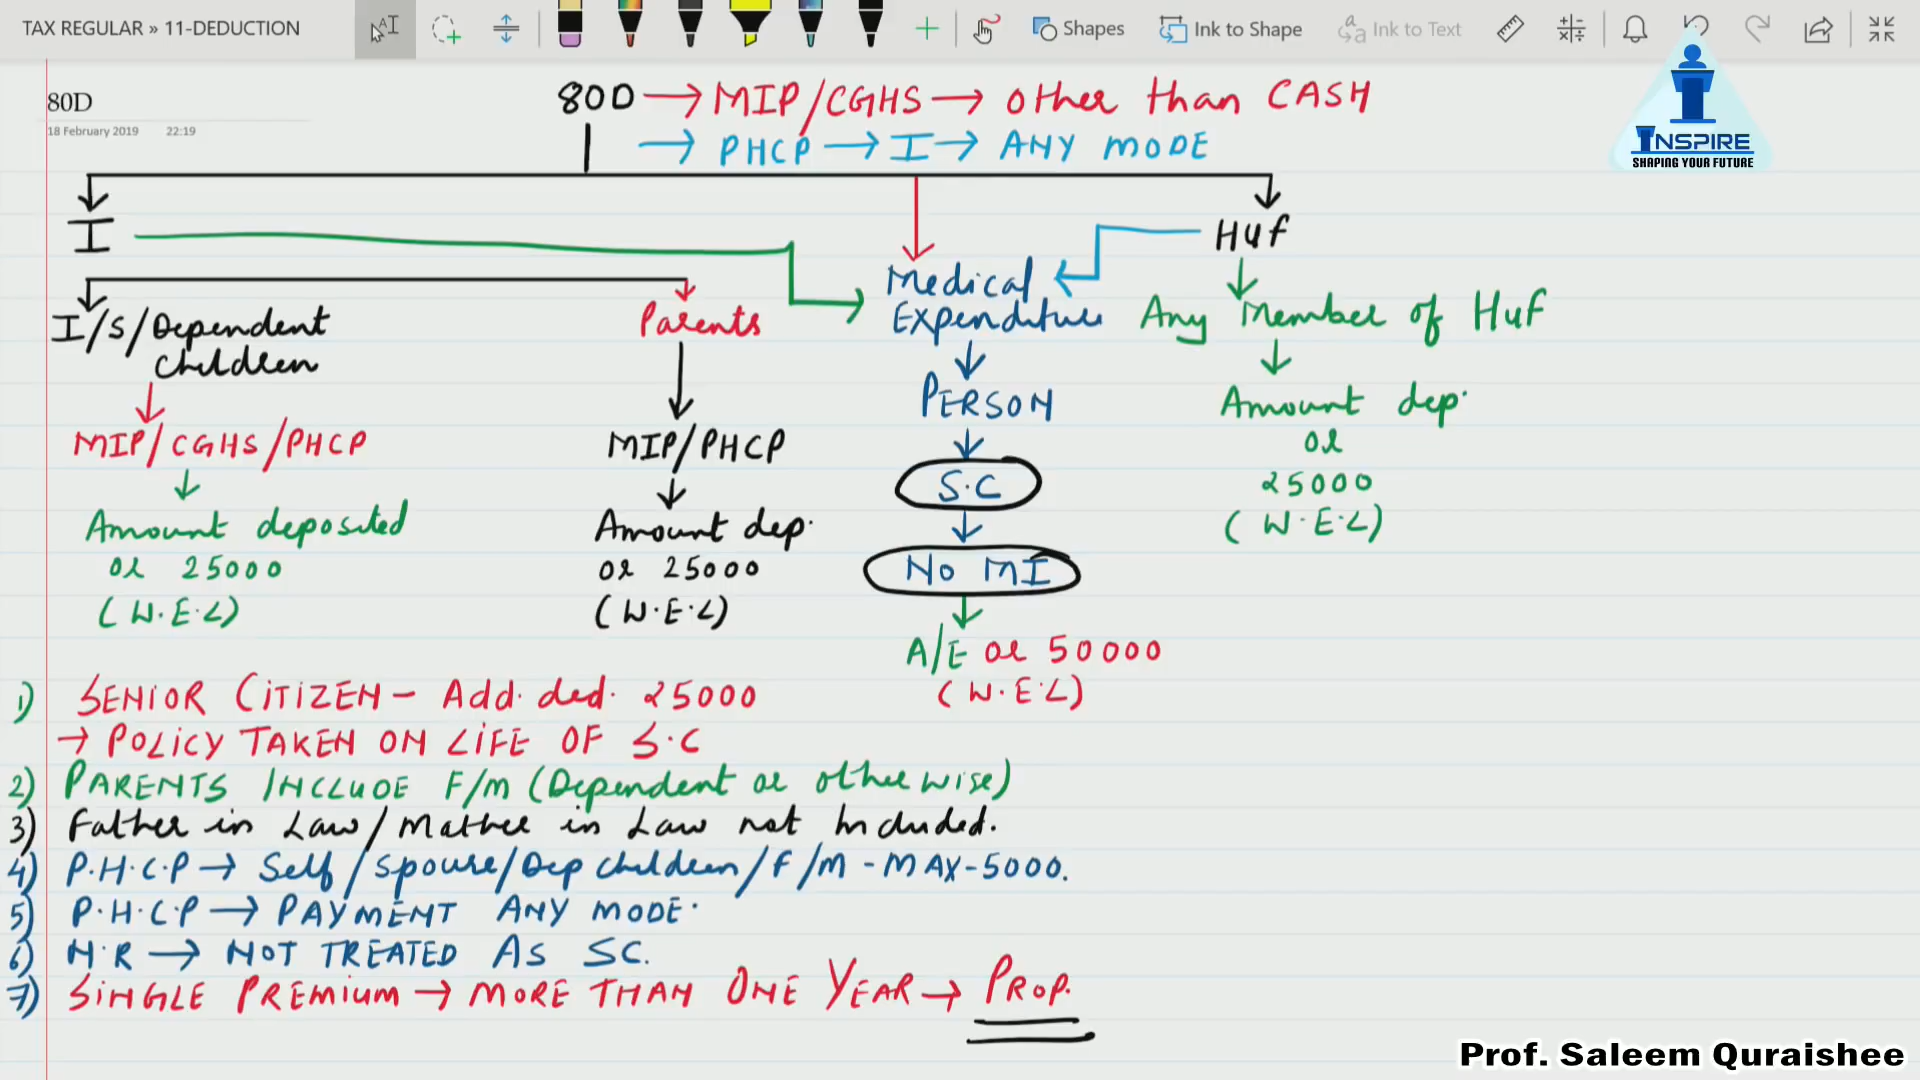 TAX REGULAR » 11-DEDUCTION
Shapes
Ink to Shape
Ink to Text
80D
18 February 2019 22:19
80D → MIP/CGHS → other than CASH
→ PHCP → I → ANY MODE
INSPIRE
SHAPING YOUR FUTURE
I
Huf
I/S/Dependent
Children
Parents
Medical
Expenditure
Any Member of Huf
MIP/CGHS/PHCP
MIP/PHCP
PERSON
Amount dep.
or
25000
(W.E.L)
S.C
Amount deposited
or 25000
(W.E.L)
Amount dep.
or 25000
(W.E.L)
No MI
A/E or 50000
(W.E.L)
1) SENIOR CITIZEN - Add. ded. 25000
→ POLICY TAKEN ON LIFE OF S.C
2) PARENTS INCLUDE F/M (Dependent or otherwise)
3) Father in Law/Mother in Law not Included.
4) P.H.C.P → Self/Spouse/Dep children/F/M - MAX - 5000.
5) P.H.C.P → PAYMENT ANY MODE.
6) N.R → NOT TREATED AS SC.
7) SINGLE PREMIUM → MORE THAN ONE YEAR → PROP.
Prof. Saleem Quraishee